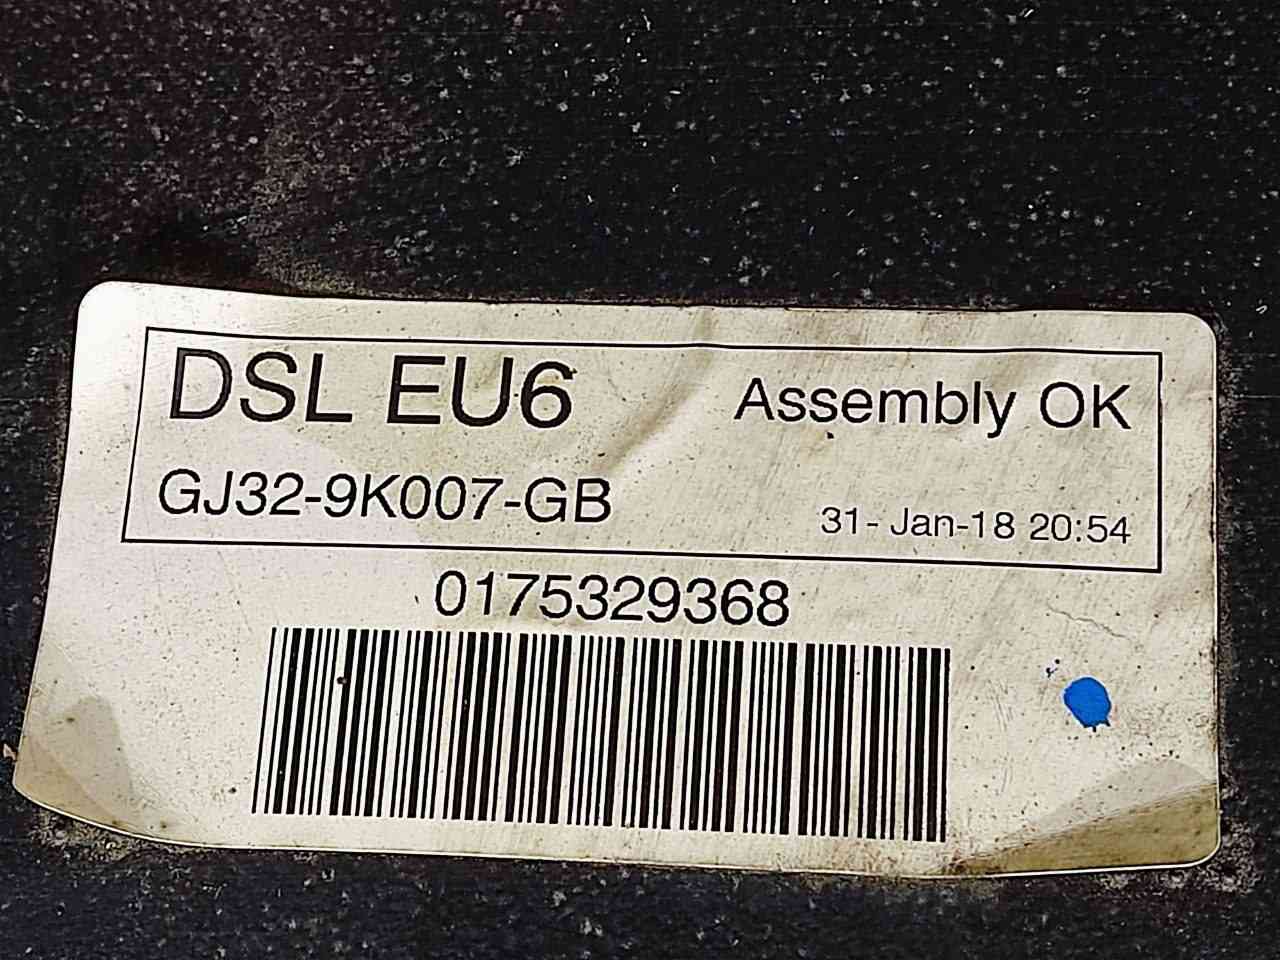 DSL EU6
Assembly OK
GJ32-9K007-GB
31- Jan-18 20:54
0175329368